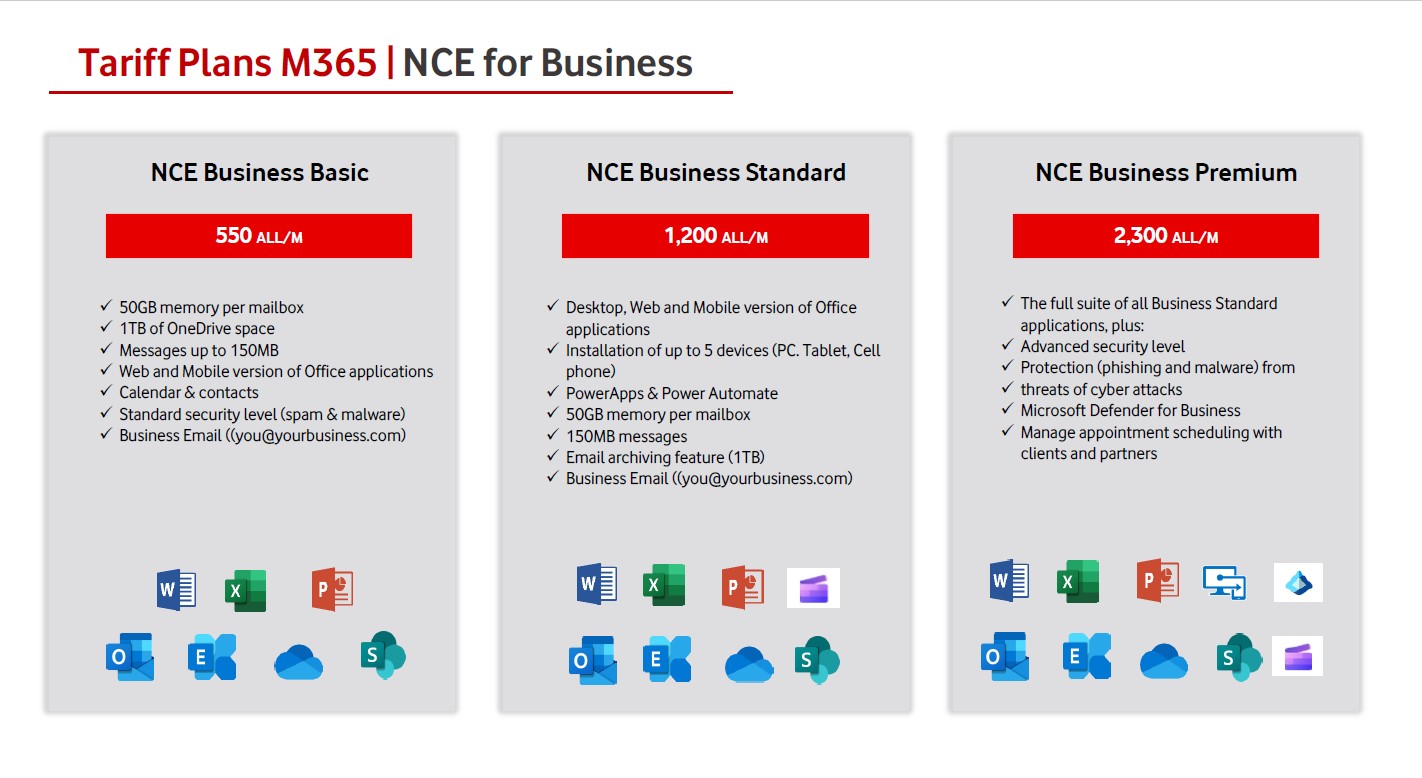 Tariff Plans M365 | NCE for Business
NCE Business Basic
550 ALL/M
✓ 50GB memory per mailbox
✓ 1TB of OneDrive space
✓ Messages up to 150MB
✓ Web and Mobile version of Office applications
✓ Calendar & contacts
✓ Standard security level (spam & malware)
✓ Business Email ((you@yourbusiness.com)
W X P
O E S
NCE Business Standard
1,200 ALL/M
✓ Desktop, Web and Mobile version of Office
applications
✓ Installation of up to 5 devices (PC. Tablet, Cell
phone)
✓ PowerApps & Power Automate
✓ 50GB memory per mailbox
✓ 150MB messages
✓ Email archiving feature (1TB)
✓ Business Email ((you@yourbusiness.com)
W X P
O E S
NCE Business Premium
2,300 ALL/M
✓ The full suite of all Business Standard
applications, plus:
✓ Advanced security level
✓ Protection (phishing and malware) from
✓ threats of cyber attacks
✓ Microsoft Defender for Business
✓ Manage appointment scheduling with
clients and partners
W X P
O E S